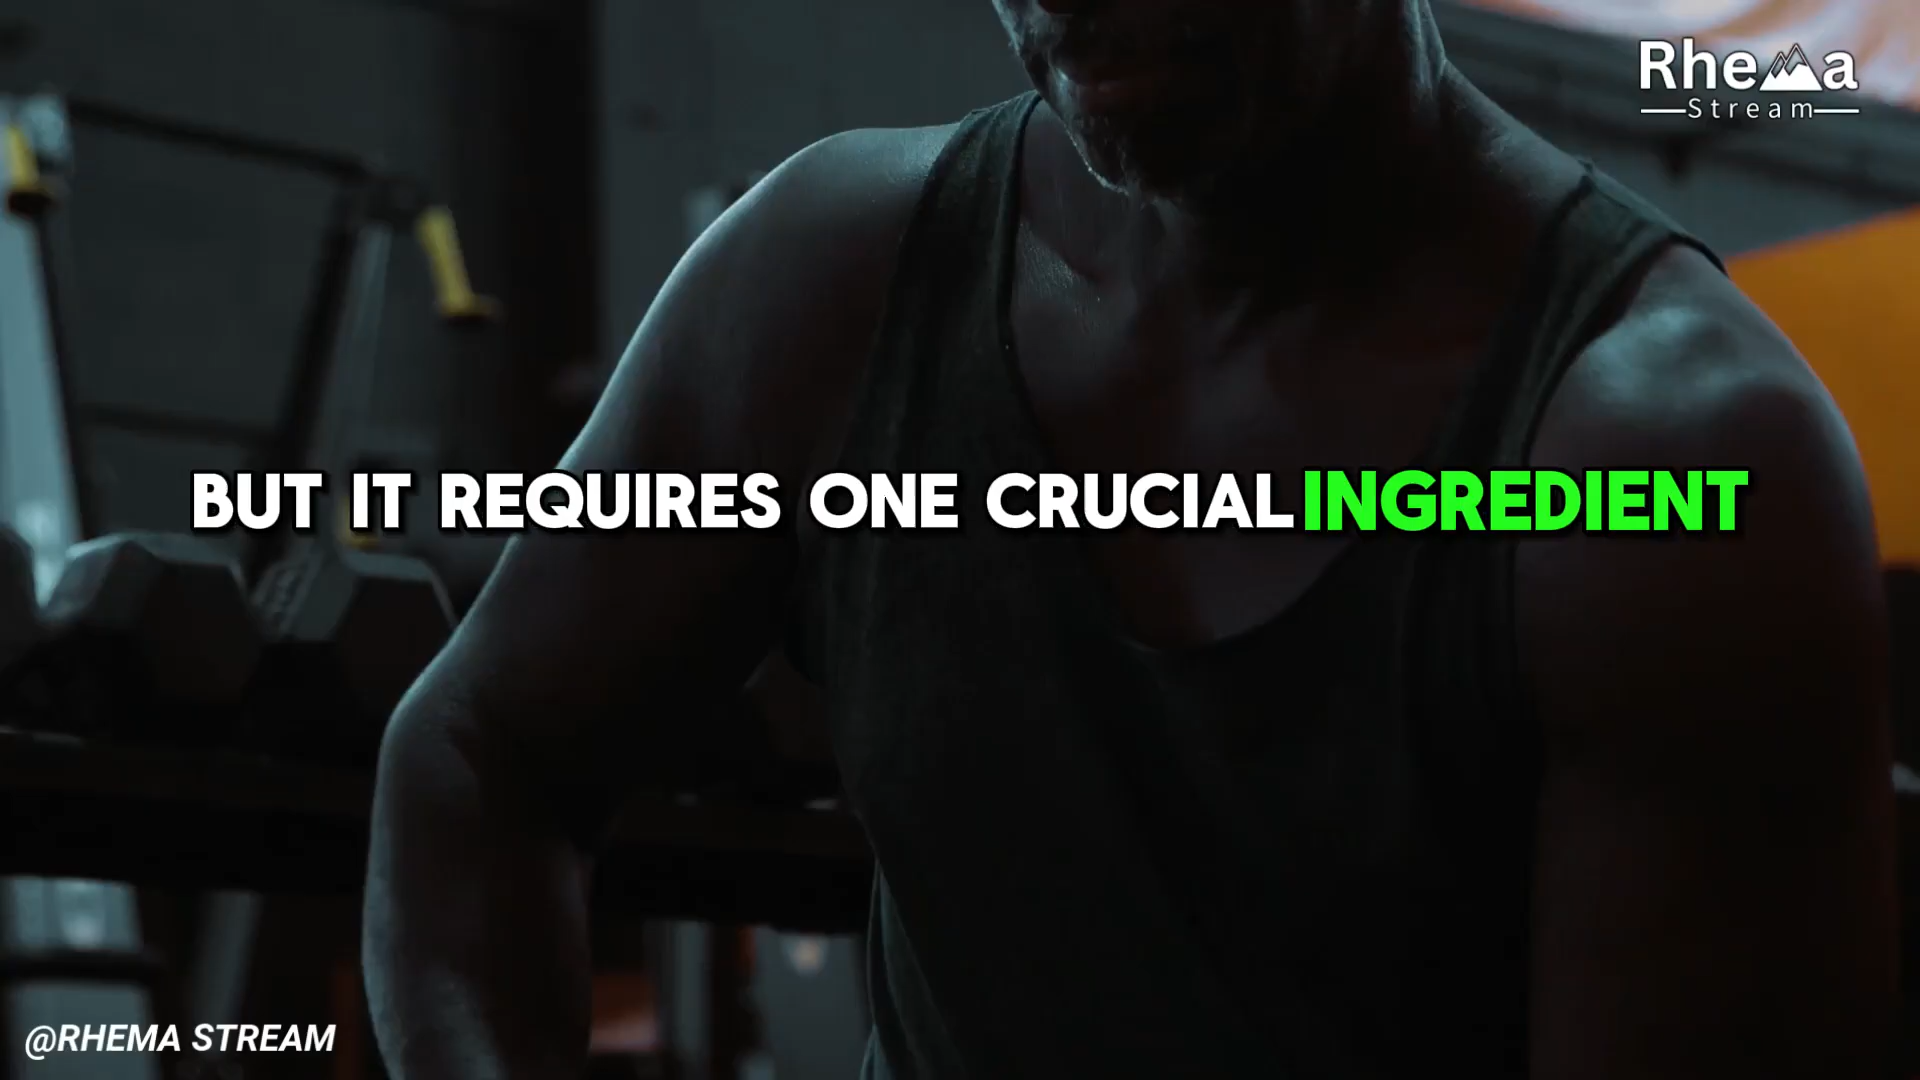 Rhema
Stream
BUT IT REQUIRES ONE CRUCIAL INGREDIENT
@RHEMA STREAM